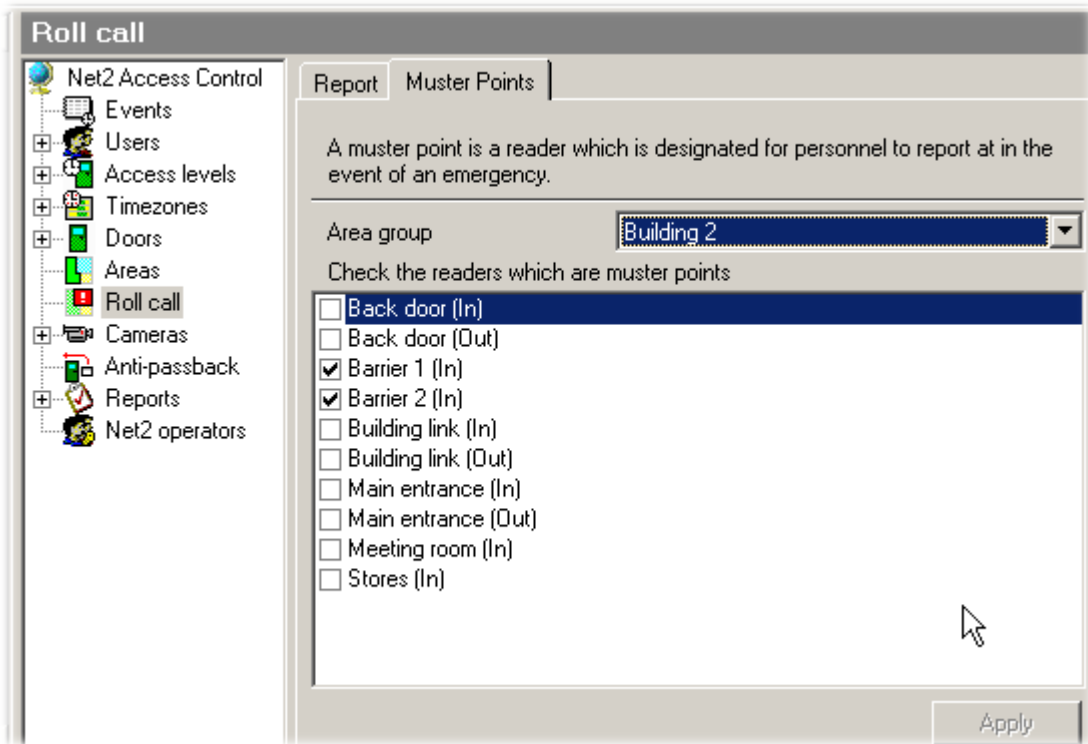 Roll call
Net2 Access Control
Events
Users
Access levels
Timezones
Doors
Areas
Roll call
Cameras
Anti-passback
Reports
Net2 operators
Report
Muster Points
A muster point is a reader which is designated for personnel to report at in the
event of an emergency.
Area group
Building 2
Check the readers which are muster points
Back door (In)
Back door (Out)
Barrier 1 (In)
Barrier 2 (In)
Building link (In)
Building link (Out)
Main entrance (In)
Main entrance (Out)
Meeting room (In)
Stores (In)
Apply